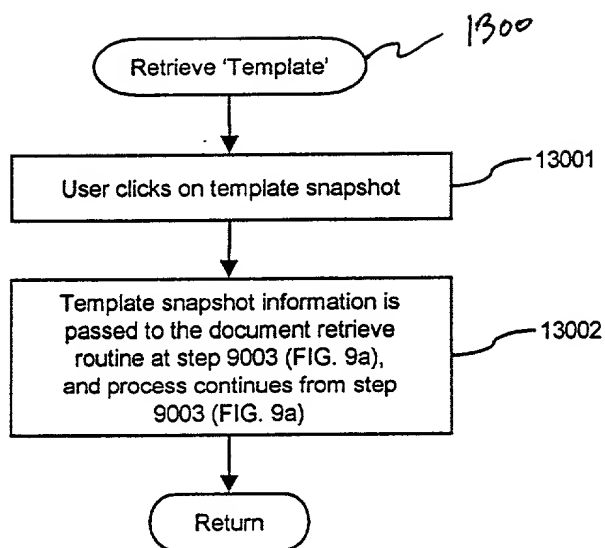 1300
Retrieve 'Template'
User clicks on template snapshot
13001
Template snapshot information is
passed to the document retrieve
routine at step 9003 (FIG. 9a),
and process continues from step
9003 (FIG. 9a)
13002
Return